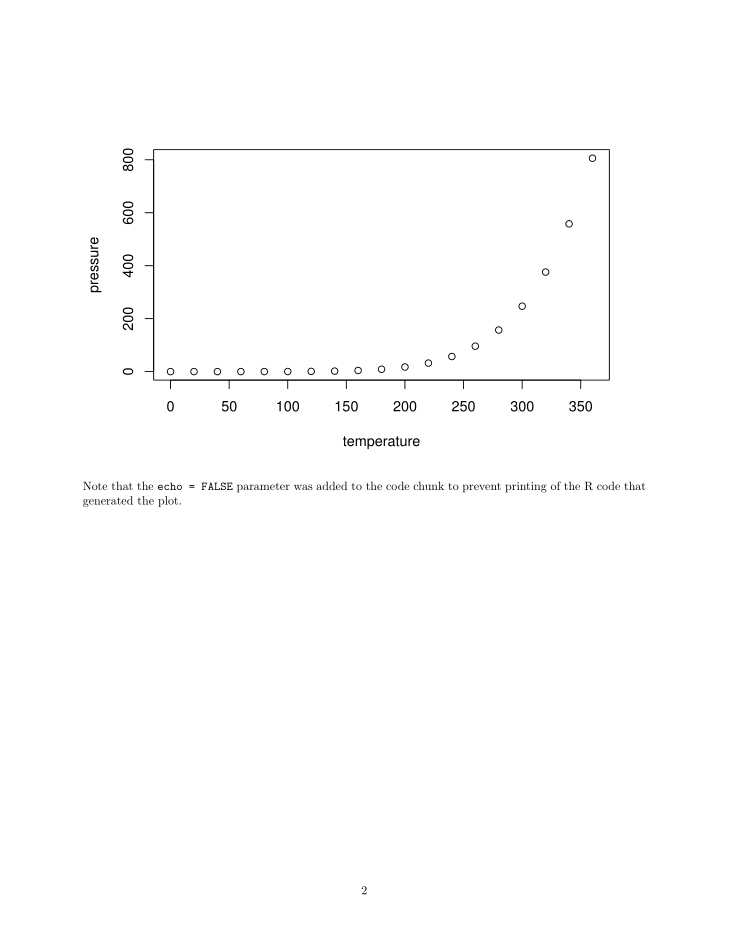 800
600
400
200
0
pressure
0 50 100 150 200 250 300 350
temperature
Note that the echo = FALSE parameter was added to the code chunk to prevent printing of the R code that
generated the plot.
2